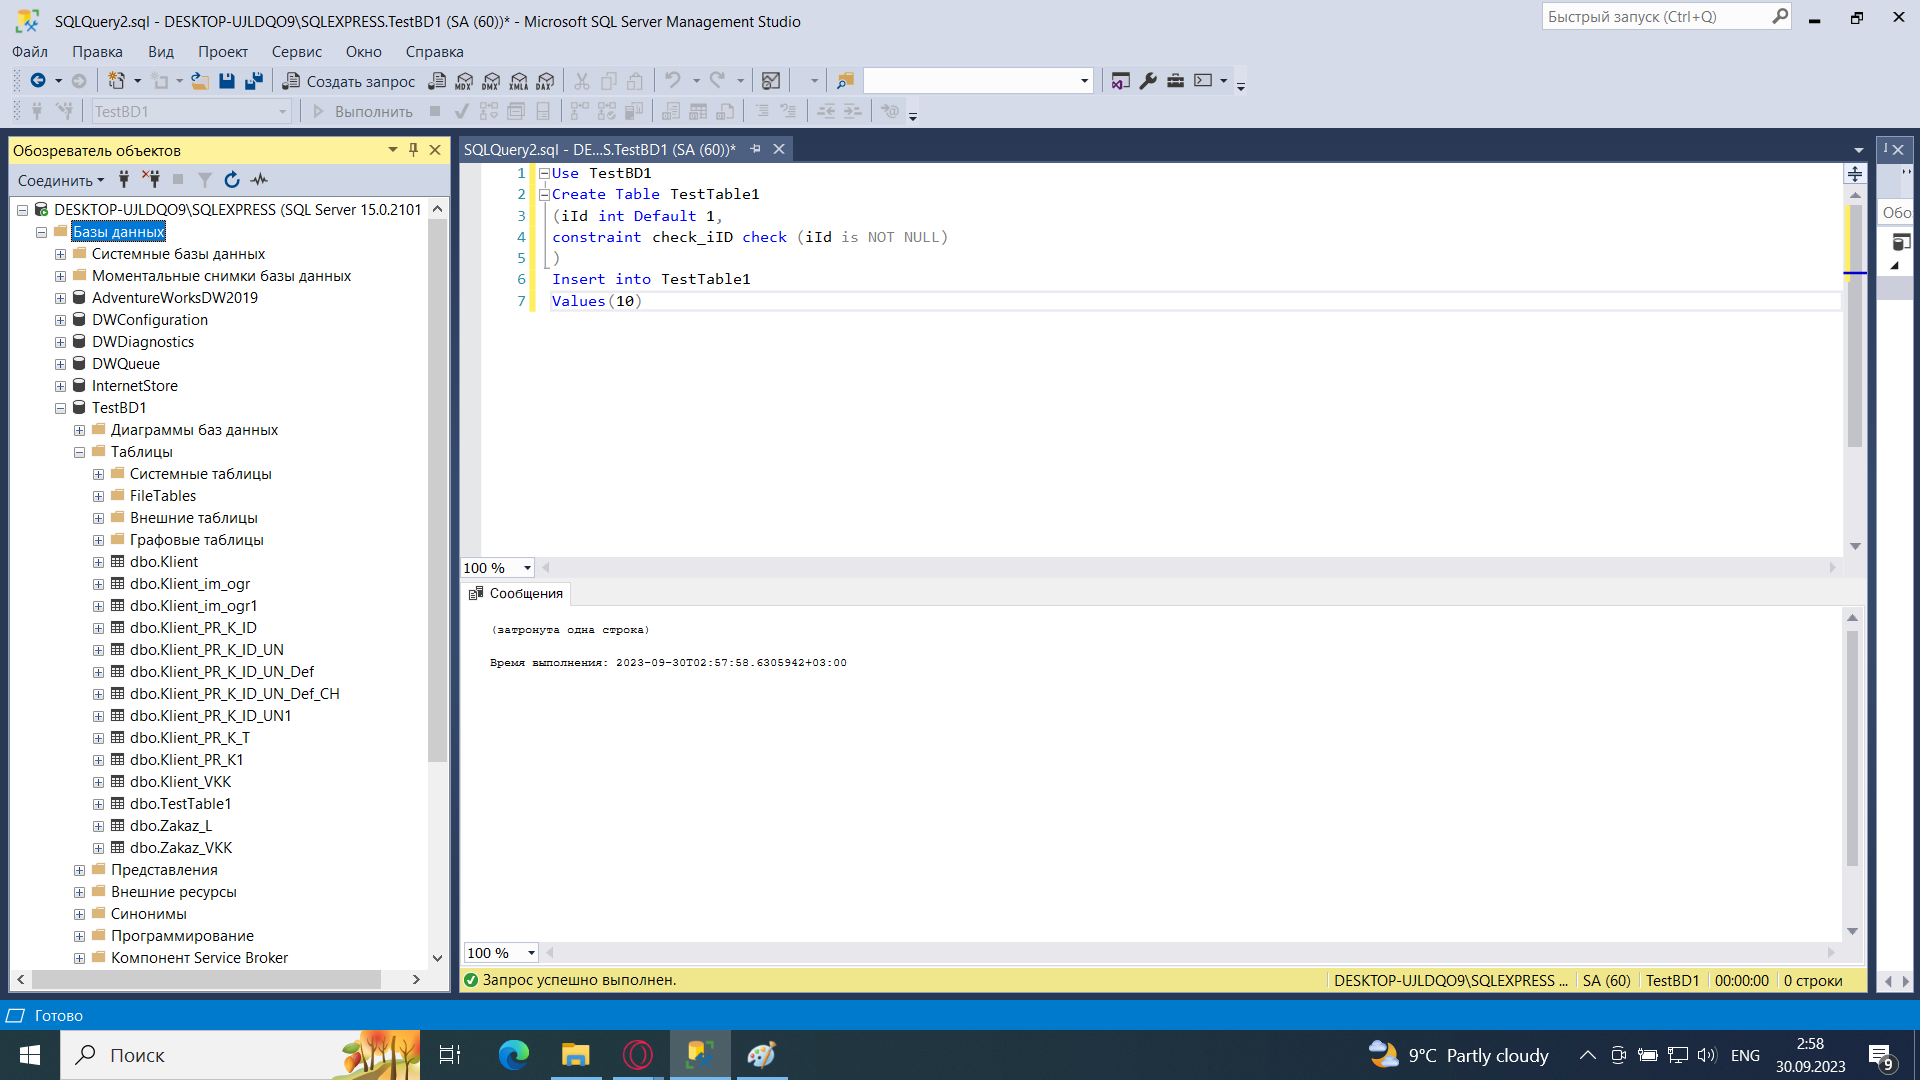 SQLQuery2.sql - DESKTOP-UJLDQO9\SQLEXPRESS.TestBD1 (SA (60))* - Microsoft SQL Server Management Studio
Быстрый запуск (Ctrl+Q)
Файл Правка Вид Проект Сервис Окно Справка
Создать запрос MDX DMX XMLA DAX
TestBD1 Выполнить
Обозреватель объектов
Соединить
DESKTOP-UJLDQO9\SQLEXPRESS (SQL Server 15.0.2101
Базы данных
Системные базы данных
Моментальные снимки базы данных
AdventureWorksDW2019
DWConfiguration
DWDiagnostics
DWQueue
InternetStore
TestBD1
Диаграммы баз данных
Таблицы
Системные таблицы
FileTables
Внешние таблицы
Графовые таблицы
dbo.Klient
dbo.Klient_im_ogr
dbo.Klient_im_ogr1
dbo.Klient_PR_K_ID
dbo.Klient_PR_K_ID_UN
dbo.Klient_PR_K_ID_UN_Def
dbo.Klient_PR_K_ID_UN_Def_CH
dbo.Klient_PR_K_ID_UN1
dbo.Klient_PR_K_T
dbo.Klient_PR_K1
dbo.Klient_VKK
dbo.TestTable1
dbo.Zakaz_L
dbo.Zakaz_VKK
Представления
Внешние ресурсы
Синонимы
Программирование
Компонент Service Broker
SQLQuery2.sql - DE...S.TestBD1 (SA (60))*
1 Use TestBD1
2 Create Table TestTable1
3 (iId int Default 1,
4 constraint check_iID check (iId is NOT NULL)
5 )
6 Insert into TestTable1
7 Values(10)
100 %
Сообщения
(затронута одна строка)
Время выполнения: 2023-09-30T02:57:58.6305942+03:00
100 %
Запрос успешно выполнен.
DESKTOP-UJLDQO9\SQLEXPRESS ... SA (60) TestBD1 00:00:00 0 строки
Обо
Готово
Поиск
9°C Partly cloudy
ENG
2:58
30.09.2023
9